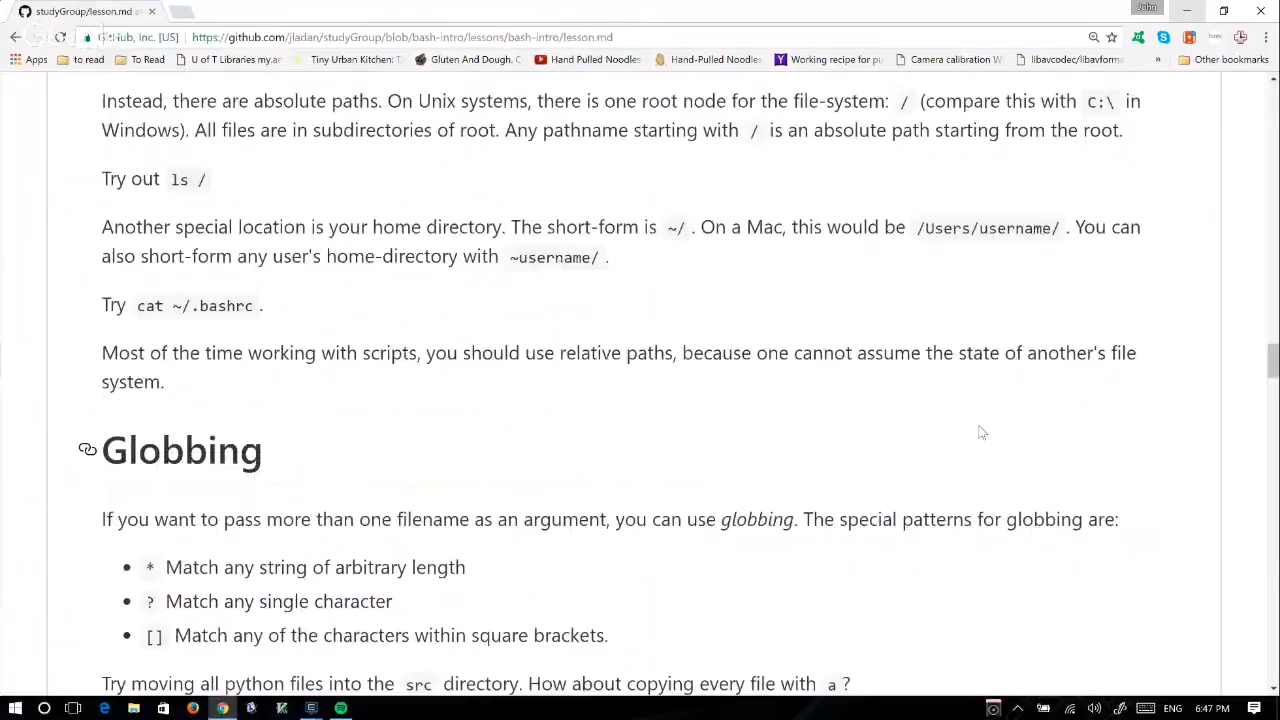 studyGroup/lesson.md
John
GitHub, Inc. [US] https://github.com/jladan/studyGroup/blob/bash-intro/lessons/bash-intro/lesson.md
Apps To read To Read U of T Libraries my.ac Tiny Urban Kitchen: Gluten And Dough. C Hand Pulled Noodles Hand-Pulled Noodles Working recipe for pu Camera calibration W libavcodec/libavform » Other bookmarks
Instead, there are absolute paths. On Unix systems, there is one root node for the file-system: / (compare this with C:\ in
Windows). All files are in subdirectories of root. Any pathname starting with / is an absolute path starting from the root.
Try out ls /
Another special location is your home directory. The short-form is ~/ . On a Mac, this would be /Users/username/ . You can
also short-form any user's home-directory with ~username/ .
Try cat ~/.bashrc .
Most of the time working with scripts, you should use relative paths, because one cannot assume the state of another's file
system.
Globbing
If you want to pass more than one filename as an argument, you can use globbing. The special patterns for globbing are:
• * Match any string of arbitrary length
• ? Match any single character
• [] Match any of the characters within square brackets.
Try moving all python files into the src directory. How about copying every file with a ?
ENG 6:47 PM